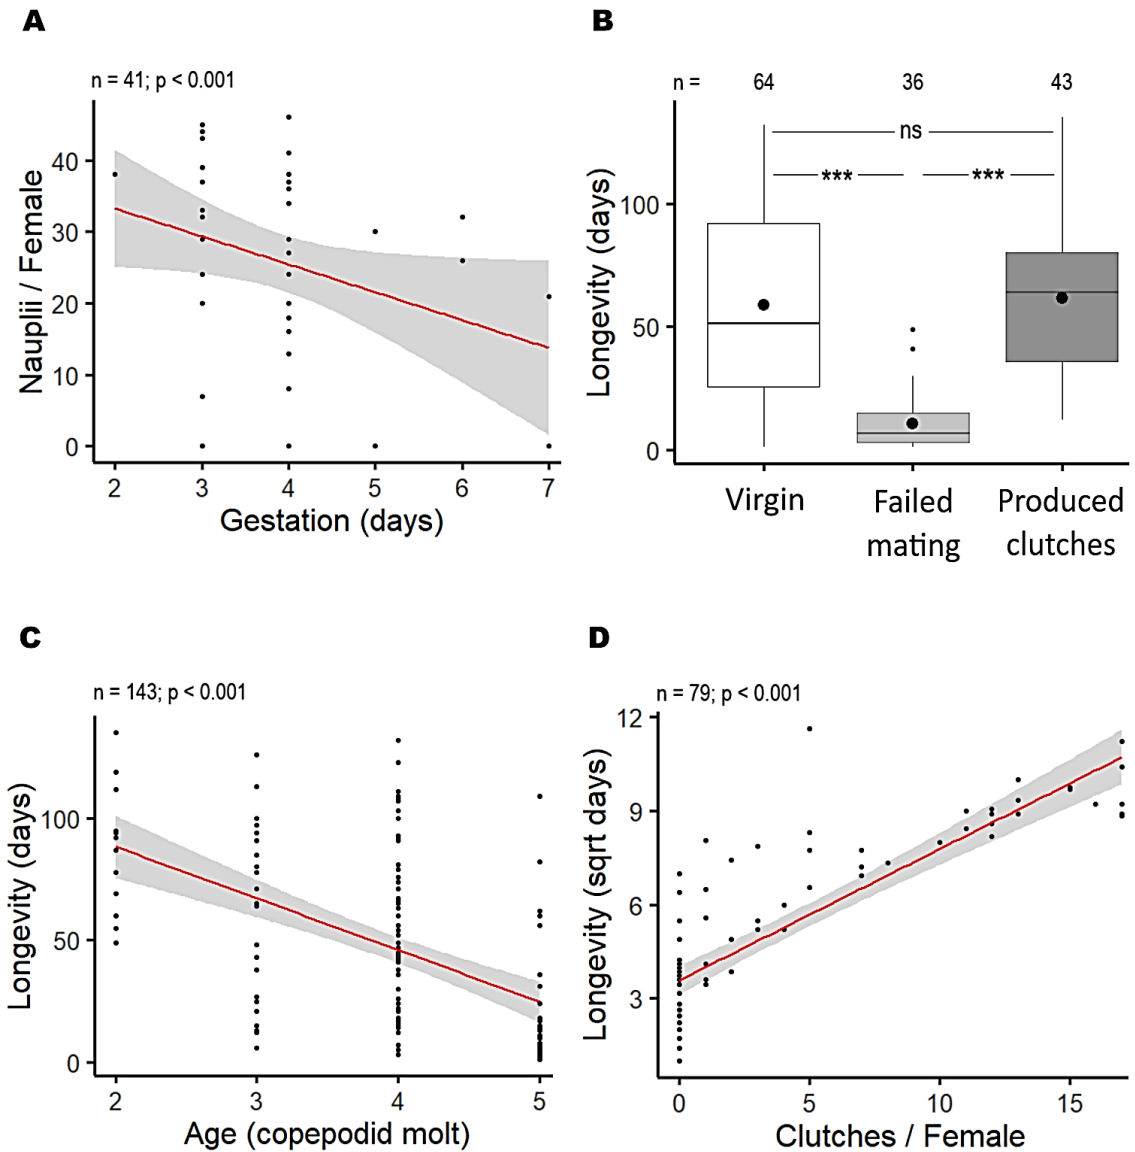 A
n = 41; p < 0.001
Nauplii / Female
40
30
20
10
0
2 3 4 5 6 7
Gestation (days)
B
n = 64 36 43
ns
*** ***
Longevity (days)
100
50
0
Virgin
Failed mating
Produced clutches
C
n = 143; p < 0.001
Longevity (days)
100
50
0
2 3 4 5
Age (copepodid molt)
D
n = 79; p < 0.001
Longevity (sqrt days)
12
9
6
3
0 5 10 15
Clutches / Female